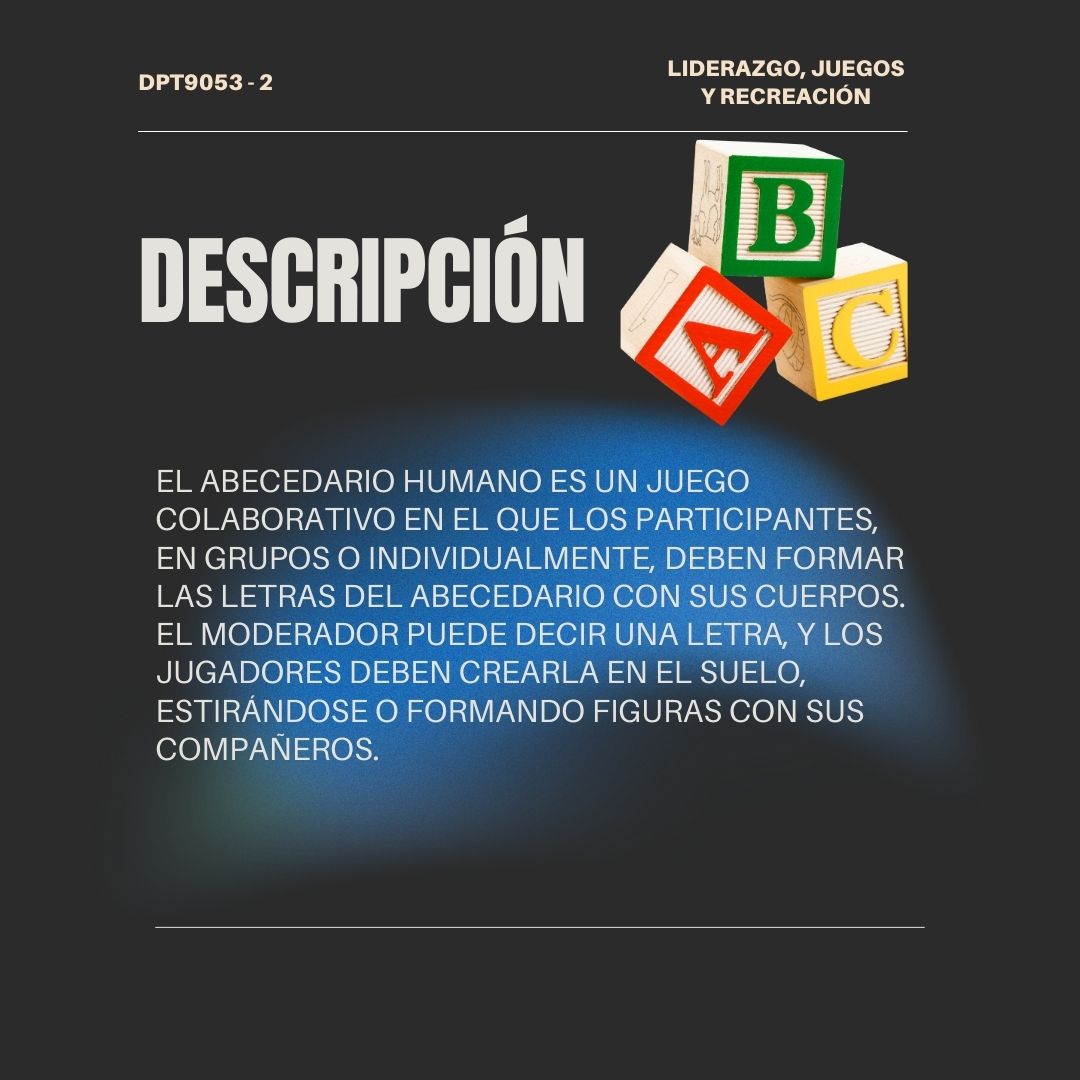 DPT9053 - 2
LIDERAZGO, JUEGOS
Y RECREACIÓN
DESCRIPCIÓN
B
A
C
EL ABECEDARIO HUMANO ES UN JUEGO
COLABORATIVO EN EL QUE LOS PARTICIPANTES,
EN GRUPOS O INDIVIDUALMENTE, DEBEN FORMAR
LAS LETRAS DEL ABECEDARIO CON SUS CUERPOS.
EL MODERADOR PUEDE DECIR UNA LETRA, Y LOS
JUGADORES DEBEN CREARLA EN EL SUELO,
ESTIRÁNDOSE O FORMANDO FIGURAS CON SUS
COMPAÑEROS.